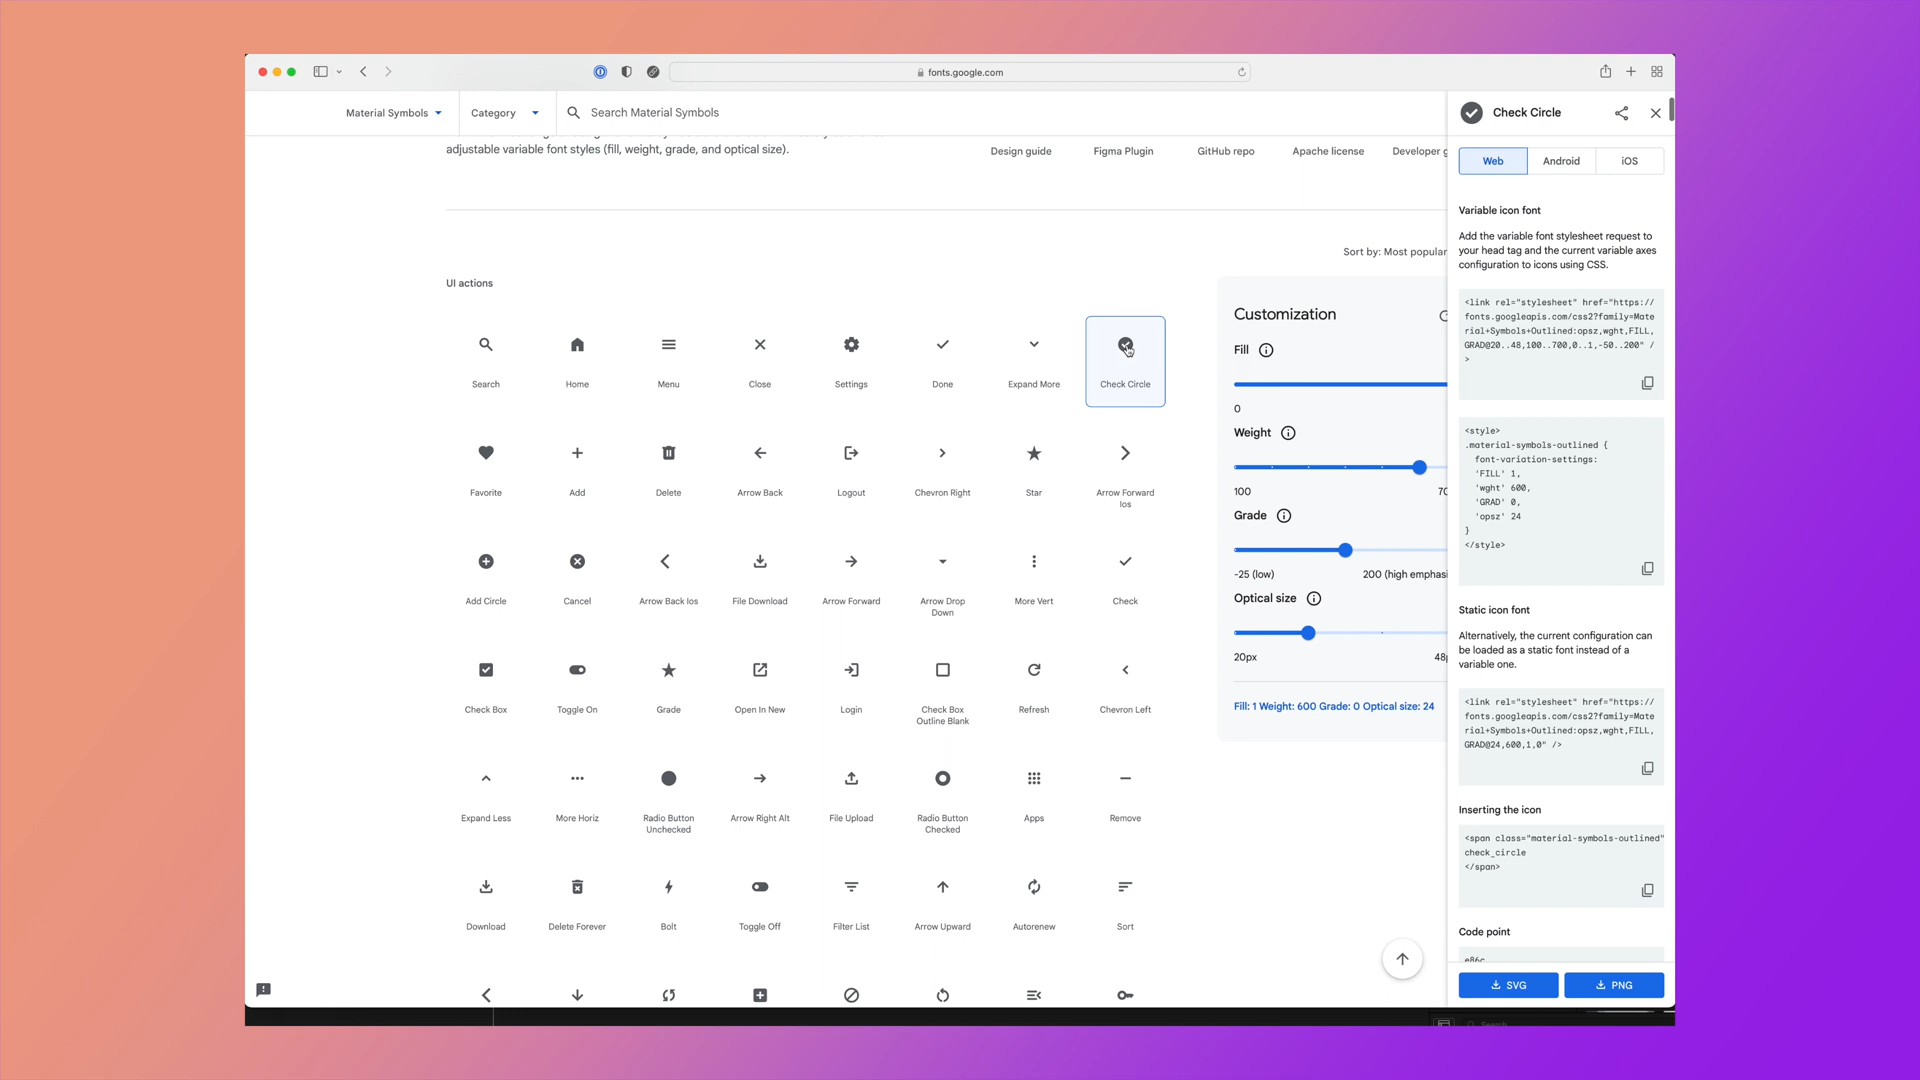 fonts.google.com
Material Symbols
Category
Search Material Symbols
adjustable variable font styles (fill, weight, grade, and optical size).
Design guide
Figma Plugin
GitHub repo
Apache license
Developer g
Sort by: Most popular
UI actions
Search
Home
Menu
Close
Settings
Done
Expand More
Check Circle
Favorite
Add
Delete
Arrow Back
Logout
Chevron Right
Star
Arrow Forward
Ios
Add Circle
Cancel
Arrow Back Ios
File Download
Arrow Forward
Arrow Drop
Down
More Vert
Check
Check Box
Toggle On
Grade
Open In New
Login
Check Box
Outline Blank
Refresh
Chevron Left
Expand Less
More Horiz
Radio Button
Unchecked
Arrow Right Alt
File Upload
Radio Button
Checked
Apps
Remove
Download
Delete Forever
Bolt
Toggle Off
Filter List
Arrow Upward
Autorenew
Sort
Customization
Fill
0
Weight
100
70
Grade
-25 (low)
200 (high emphasi
Optical size
20px
48p
Fill: 1 Weight: 600 Grade: 0 Optical size: 24
Check Circle
Web
Android
iOS
Variable icon font
Add the variable font stylesheet request to
your head tag and the current variable axes
configuration to icons using CSS.
<link rel="stylesheet" href="https://
fonts.googleapis.com/css2?family=Mate
rial+Symbols+Outlined:opsz,wght,FILL,
GRAD@20..48,100..700,0..1,-50..200" /
>
<style>
.material-symbols-outlined {
font-variation-settings:
'FILL' 1,
'wght' 600,
'GRAD' 0,
'opsz' 24
}
</style>
Static icon font
Alternatively, the current configuration can
be loaded as a static font instead of a
variable one.
<link rel="stylesheet" href="https://
fonts.googleapis.com/css2?family=Mate
rial+Symbols+Outlined:opsz,wght,FILL,
GRAD@24,600,1,0" />
Inserting the icon
<span class="material-symbols-outlined"
check_circle
</span>
Code point
e86c
SVG
PNG
Search